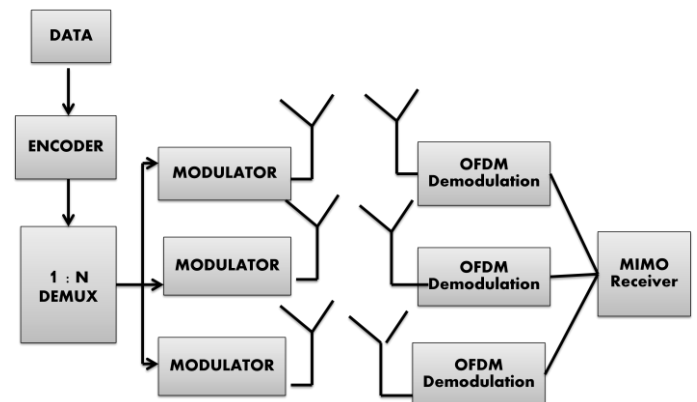 DATA
ENCODER
1 : N
DEMUX
MODULATOR
MODULATOR
MODULATOR
OFDM
Demodulation
OFDM
Demodulation
OFDM
Demodulation
MIMO
Receiver